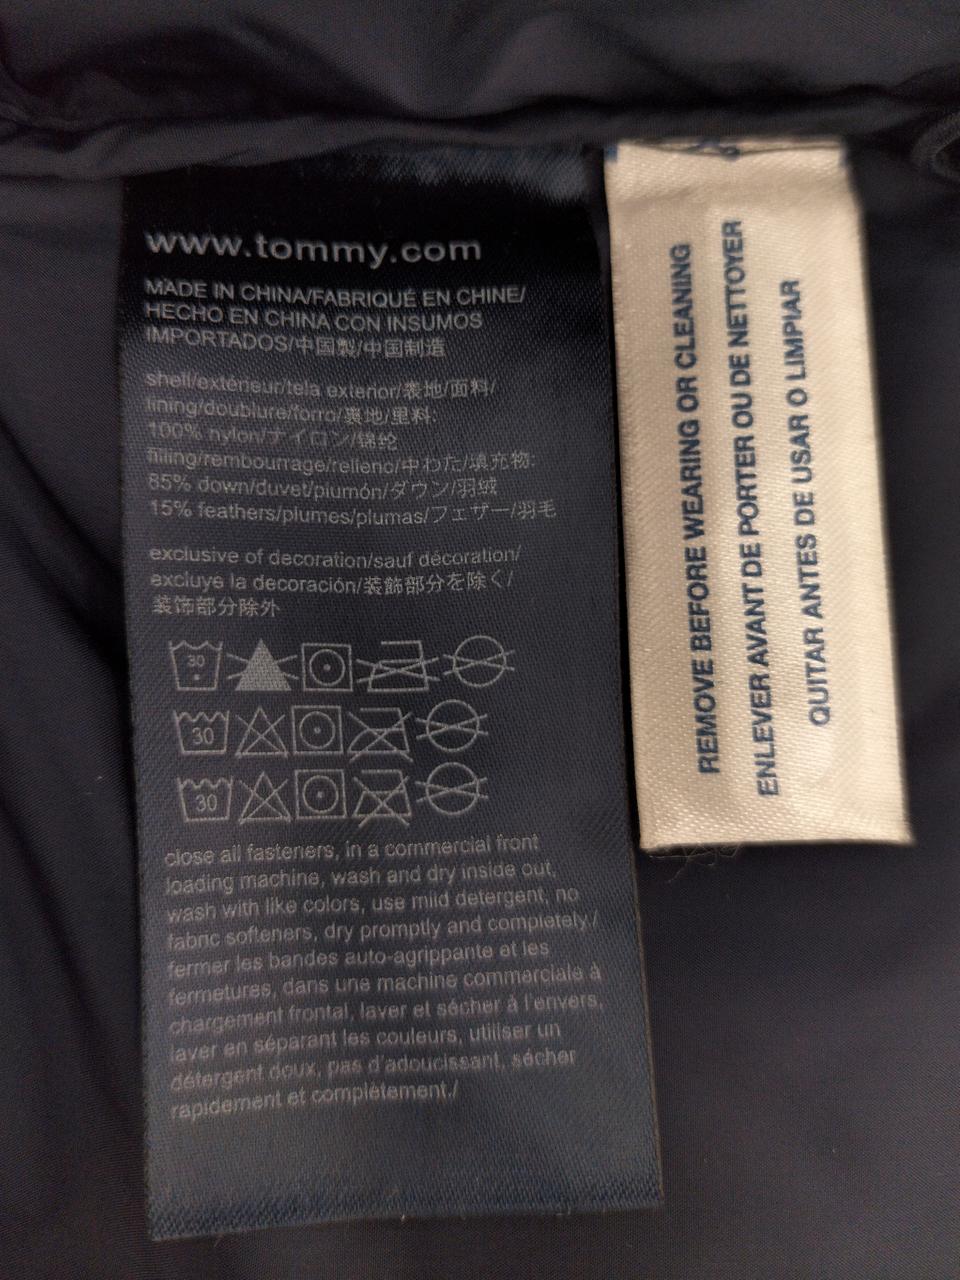 www.tommy.com
MADE IN CHINA/FABRIQUÉ EN CHINE/
HECHO EN CHINA CON INSUMOS
IMPORTADOS/中国製/中国制造
shell/extérieur/tela exterior/表地/面料/
lining/doublure/forro/裏地/里料:
100% nylon/ナイロン/锦纶
filling/rembourrage/relleno/中わた/填充物:
85% down/duvet/plumón/ダウン/羽绒
15% feathers/plumes/plumas/フェザー/羽毛
exclusive of decoration/sauf décoration/
excluye la decoración/装飾部分を除く/
装饰部分除外
30
30
30
close all fasteners, in a commercial front
loading machine, wash and dry inside out,
wash with like colors, use mild detergent, no
fabric softeners, dry promptly and completely./
fermer les bandes auto-agrippante et les
fermetures, dans une machine commerciale à
chargement frontal, laver et sécher à l'envers,
laver en séparant les couleurs, utiliser un
détergent doux, pas d'adoucissant, sécher
rapidement et complètement./
REMOVE BEFORE WEARING OR CLEANING
ENLEVER AVANT DE PORTER OU DE NETTOYER
QUITAR ANTES DE USAR O LIMPIAR